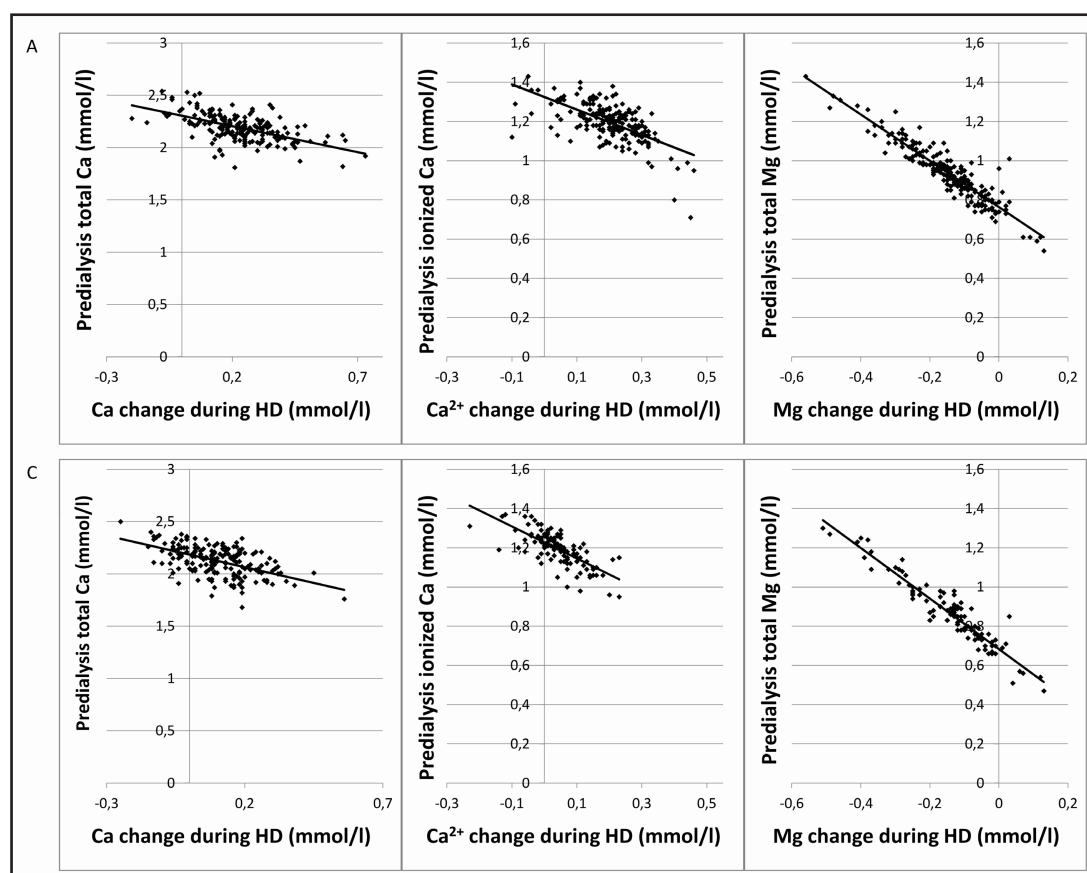 A
Predialysis total Ca (mmol/l)
3
2,5
2
1,5
1
0,5
0
-0,3 0,2 0,7
Ca change during HD (mmol/l)
Predialysis ionized Ca (mmol/l)
1,6
1,4
1,2
1
0,8
0,6
0,4
0,2
0
-0,3 -0,1 0,1 0,3 0,5
Ca²⁺ change during HD (mmol/l)
Predialysis total Mg (mmol/l)
1,6
1,4
1,2
1
0,8
0,6
0,4
0,2
0
-0,6 -0,4 -0,2 0 0,2
Mg change during HD (mmol/l)
C
Predialysis total Ca (mmol/l)
3
2,5
2
1,5
1
0,5
0
-0,3 0,2 0,7
Ca change during HD (mmol/l)
Predialysis ionized Ca (mmol/l)
1,6
1,4
1,2
1
0,8
0,6
0,4
0,2
0
-0,3 -0,1 0,1 0,3 0,5
Ca²⁺ change during HD (mmol/l)
Predialysis total Mg (mmol/l)
1,6
1,4
1,2
1
0,8
0,6
0,4
0,2
0
-0,6 -0,4 -0,2 0 0,2
Mg change during HD (mmol/l)